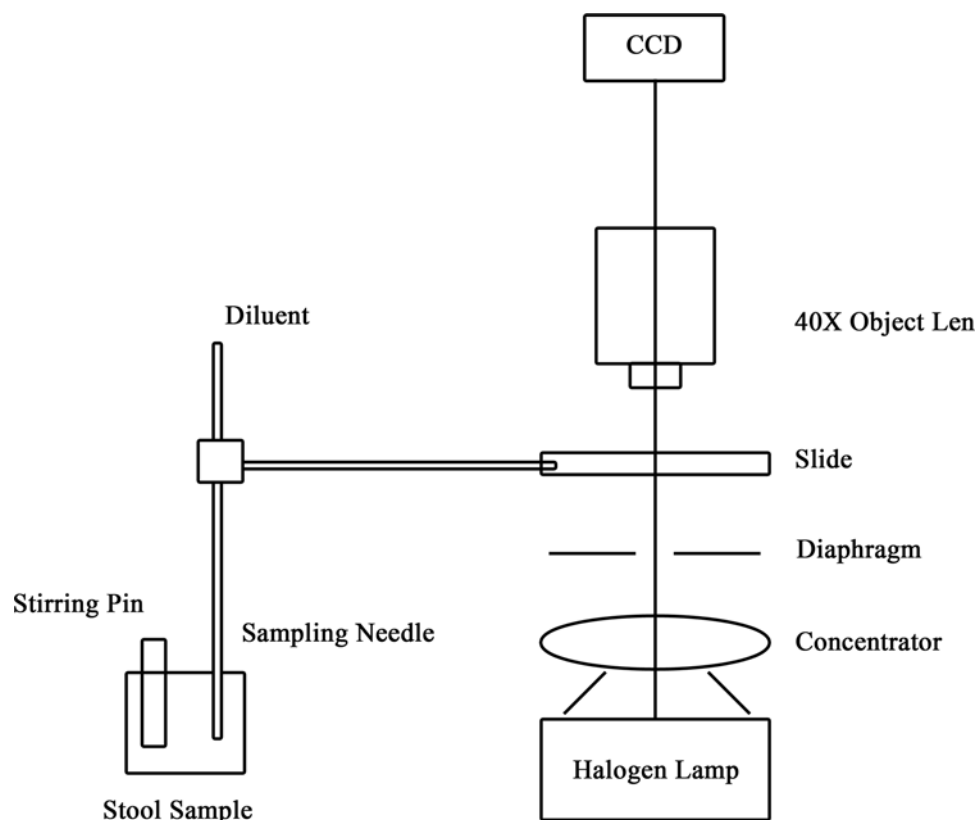 CCD
Diluent
40X Object Len
Slide
Diaphragm
Stirring Pin
Sampling Needle
Concentrator
Halogen Lamp
Stool Sample